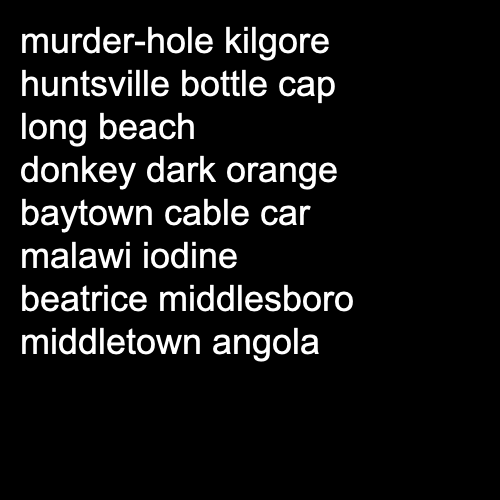 murder-hole kilgore
huntsville bottle cap
long beach
donkey dark orange
baytown cable car
malawi iodine
beatrice middlesboro
middletown angola